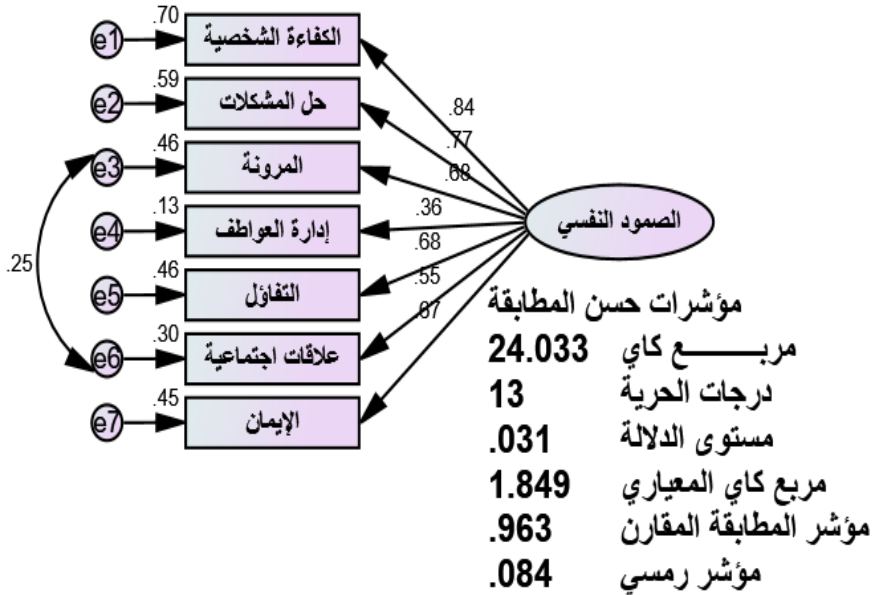 .70
e1 الكفاءة الشخصية
.84
.59
e2 حل المشكلات
.77
.46
e3 المرونة
.68
.13
e4 إدارة العواطف
.36
الصمود النفسي
.25
.46
e5 التفاؤل
.68
.30
e6 علاقات اجتماعية
.55
.45
e7 الإيمان
.67
مؤشرات حسن المطابقة
مربـــــــع كاي 24.033
درجات الحرية 13
مستوى الدلالة .031
مربع كاي المعياري 1.849
مؤشر المطابقة المقارن .963
مؤشر رمسي .084